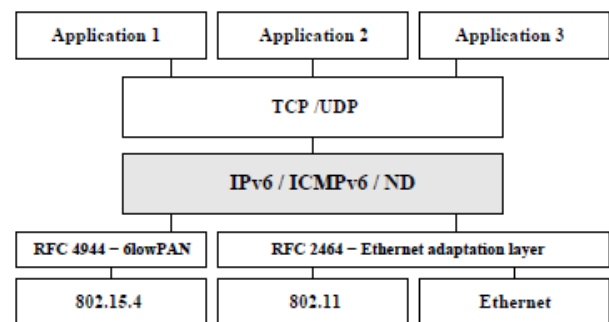 Application 1
Application 2
Application 3
TCP /UDP
IPv6 / ICMPv6 / ND
RFC 4944 – 6lowPAN
RFC 2464 – Ethernet adaptation layer
802.15.4
802.11
Ethernet